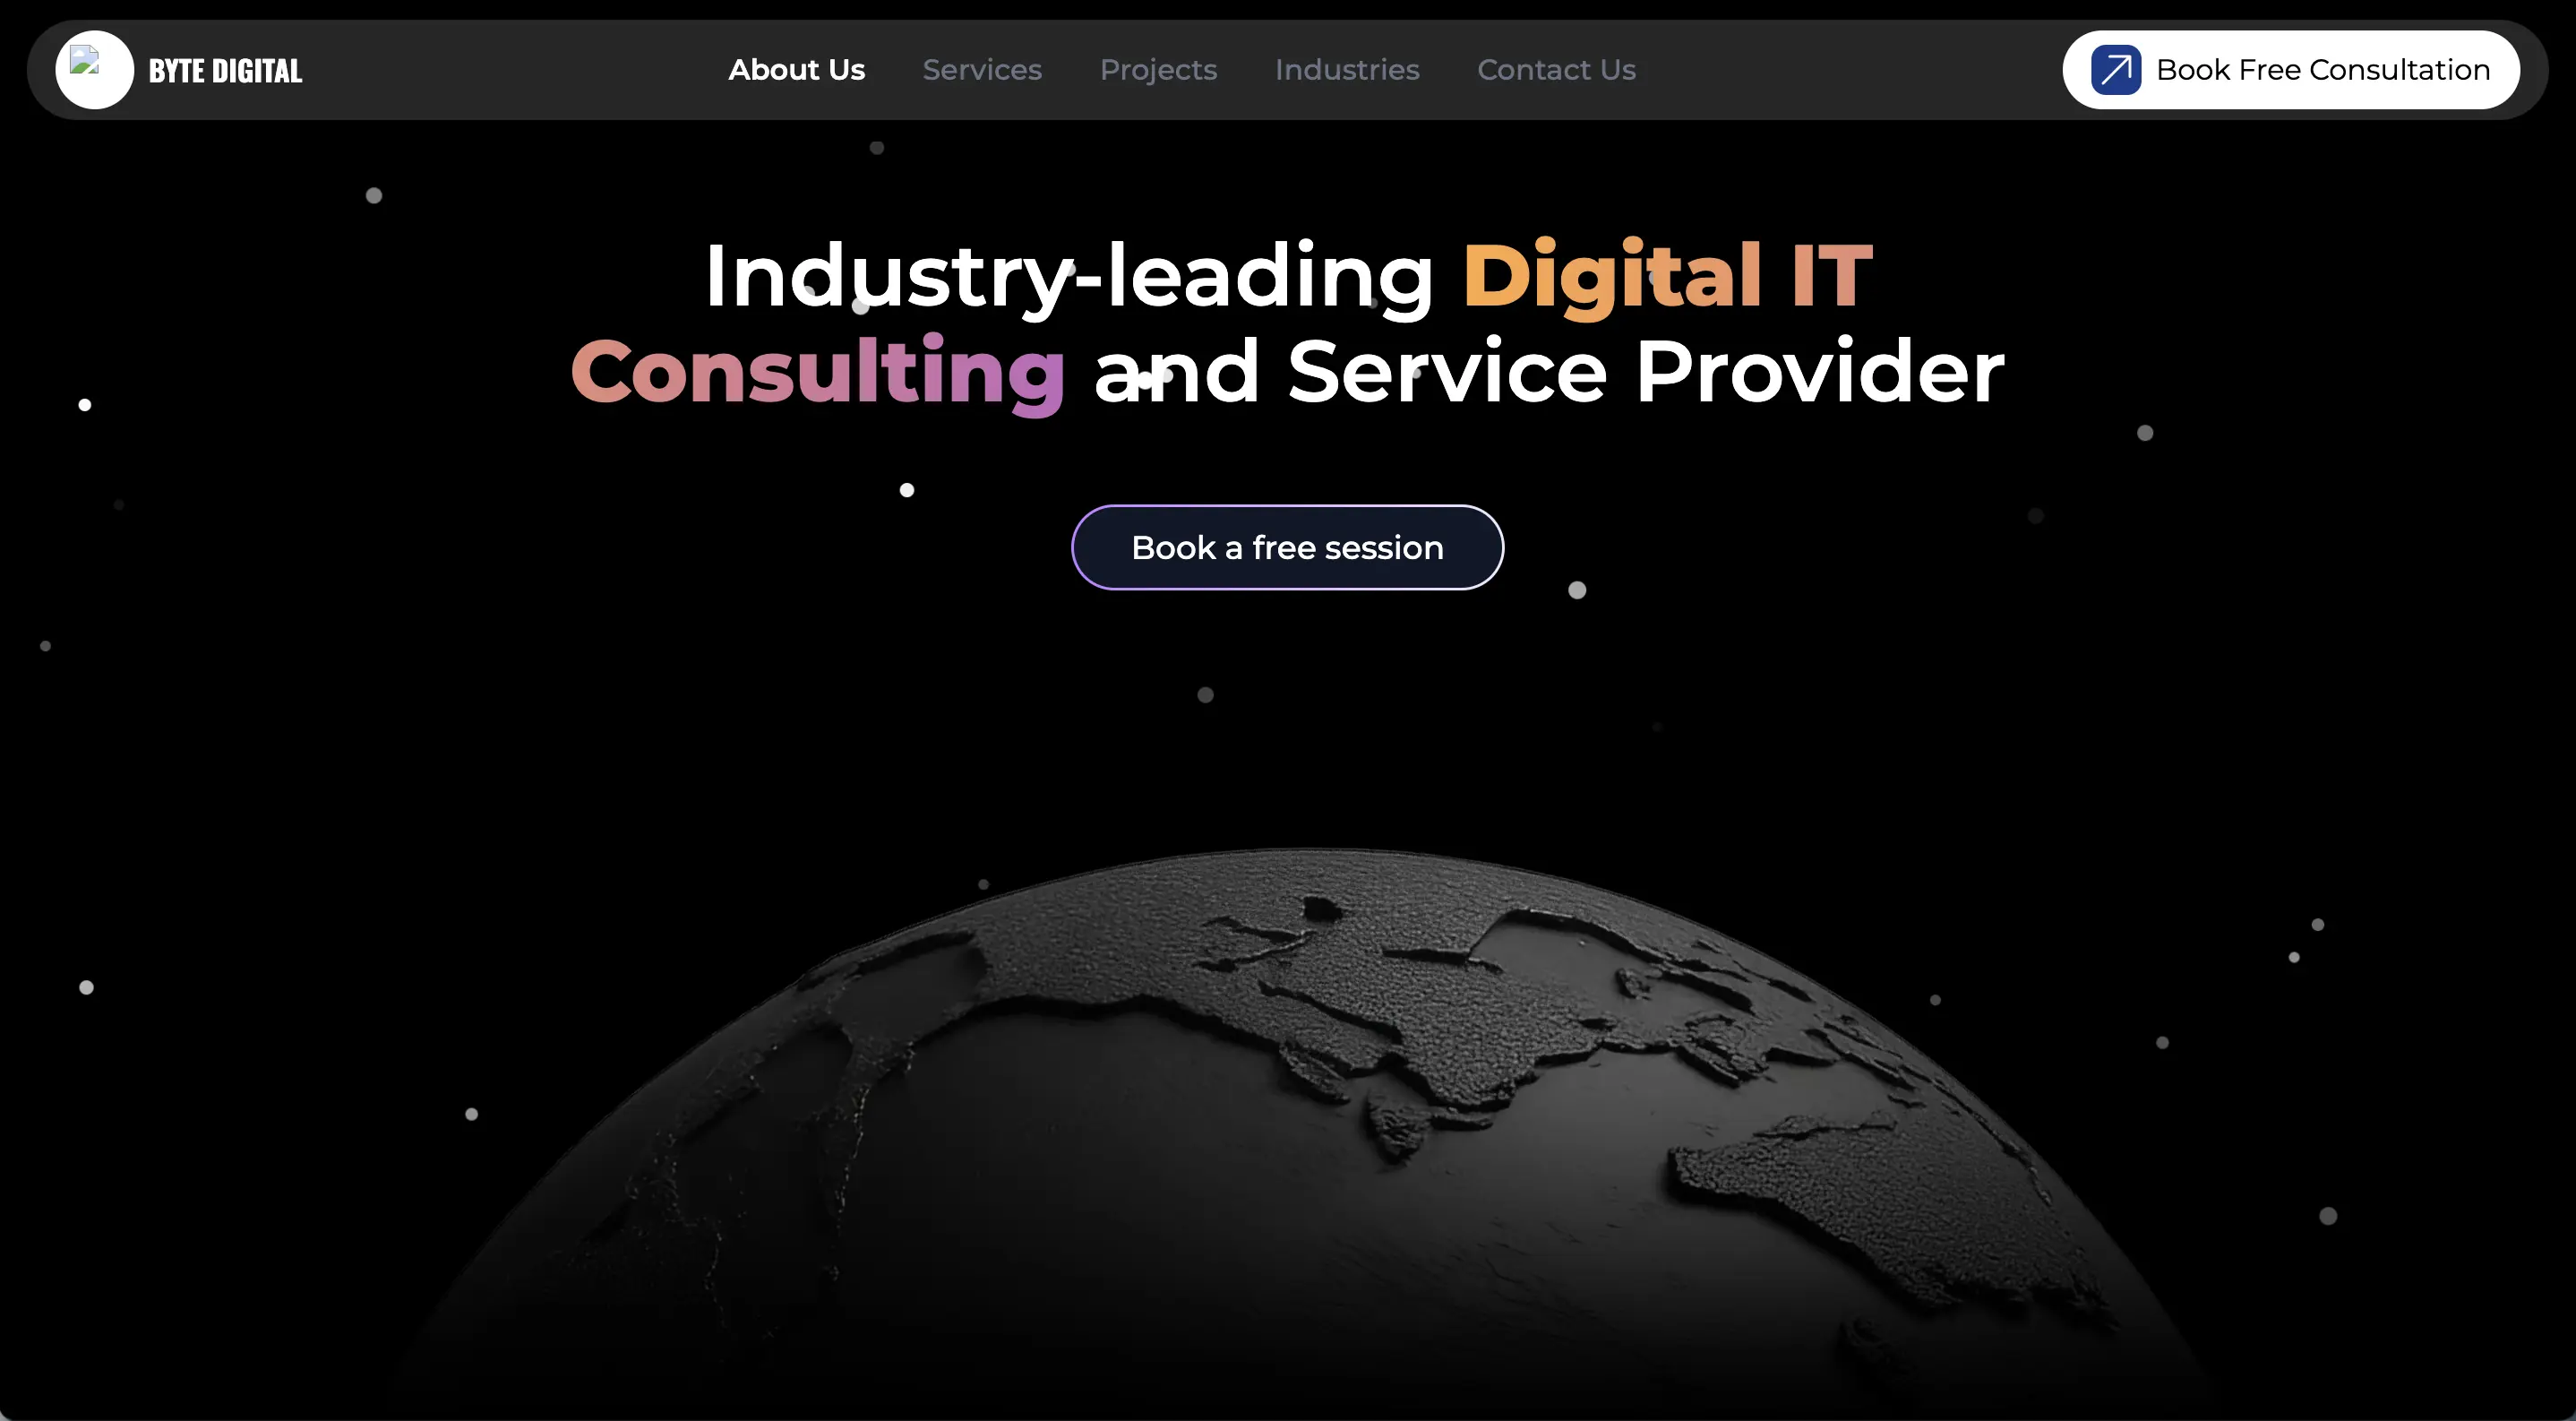 BYTE DIGITAL
About Us
Services
Projects
Industries
Contact Us
Book Free Consultation
Industry-leading Digital IT
Consulting and Service Provider
Book a free session